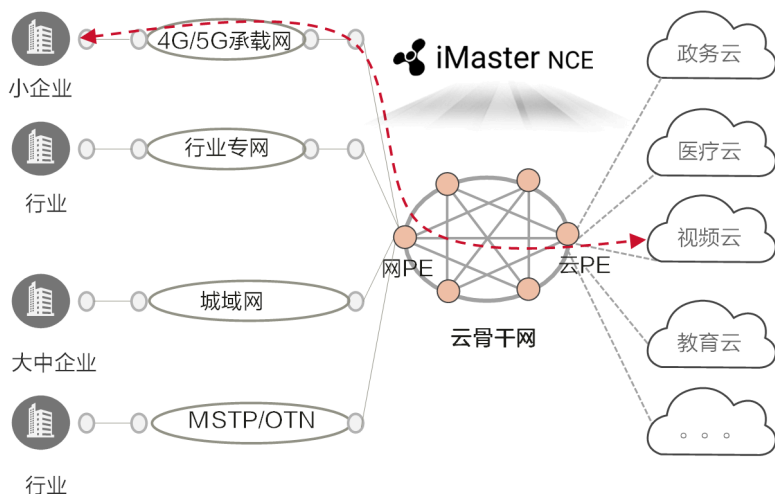 4G/5G承载网
小企业
iMaster NCE
政务云
行业专网
行业
医疗云
网PE
云PE
视频云
城域网
大中企业
云骨干网
教育云
MSTP/OTN
行业
。。。